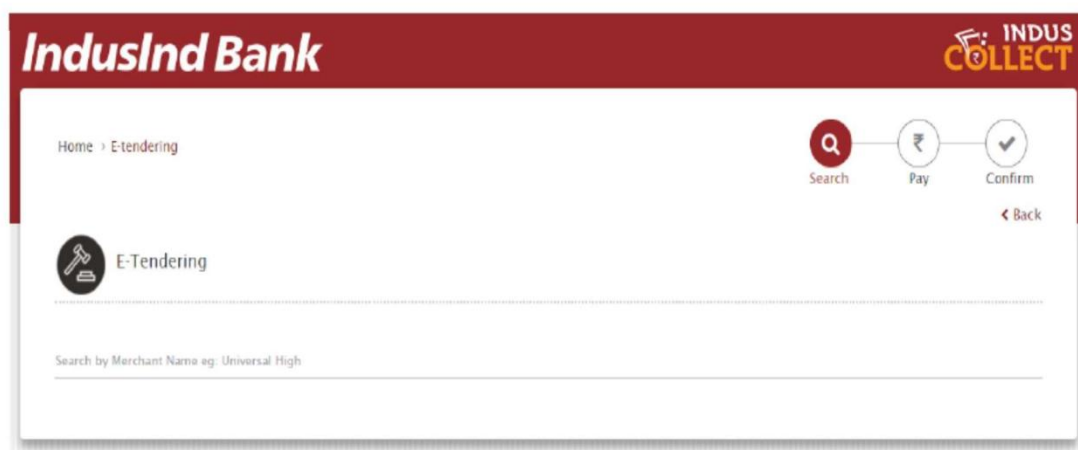 IndusInd Bank
INDUS
COLLECT
Home › E-tendering
₹
Search Pay Confirm
Back
E-Tendering
Search by Merchant Name eg: Universal High